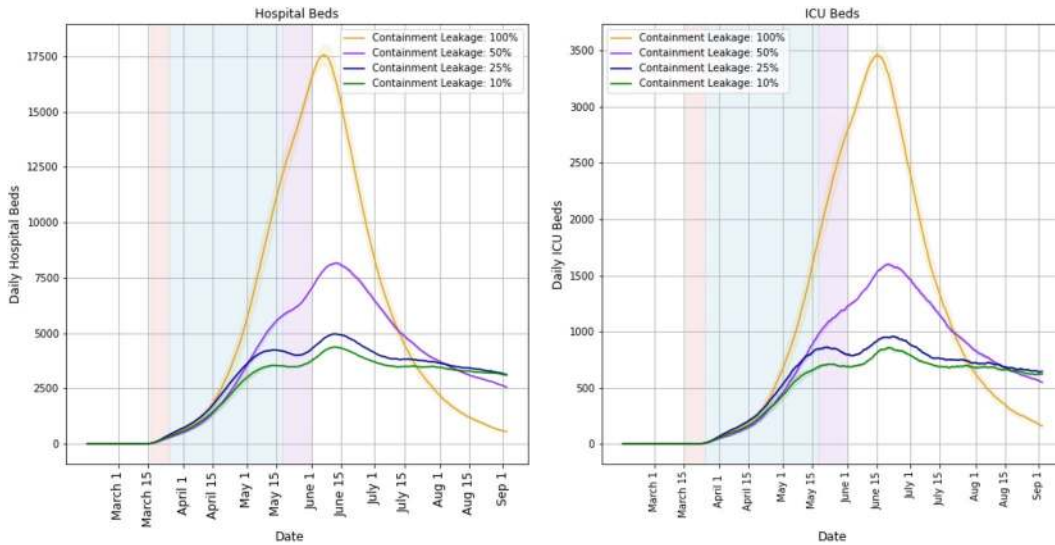 Hospital Beds
Containment Leakage: 100%
Containment Leakage: 50%
Containment Leakage: 25%
Containment Leakage: 10%
17500
15000
12500
10000
7500
5000
2500
0
Daily Hospital Beds
March 1
March 15
April 1
April 15
May 1
May 15
June 1
June 15
July 1
July 15
Aug 1
Aug 15
Sep 1
Date
ICU Beds
Containment Leakage: 100%
Containment Leakage: 50%
Containment Leakage: 25%
Containment Leakage: 10%
3500
3000
2500
2000
1500
1000
500
0
Daily ICU Beds
March 1
March 15
April 1
April 15
May 1
May 15
June 1
June 15
July 1
July 15
Aug 1
Aug 15
Sep 1
Date